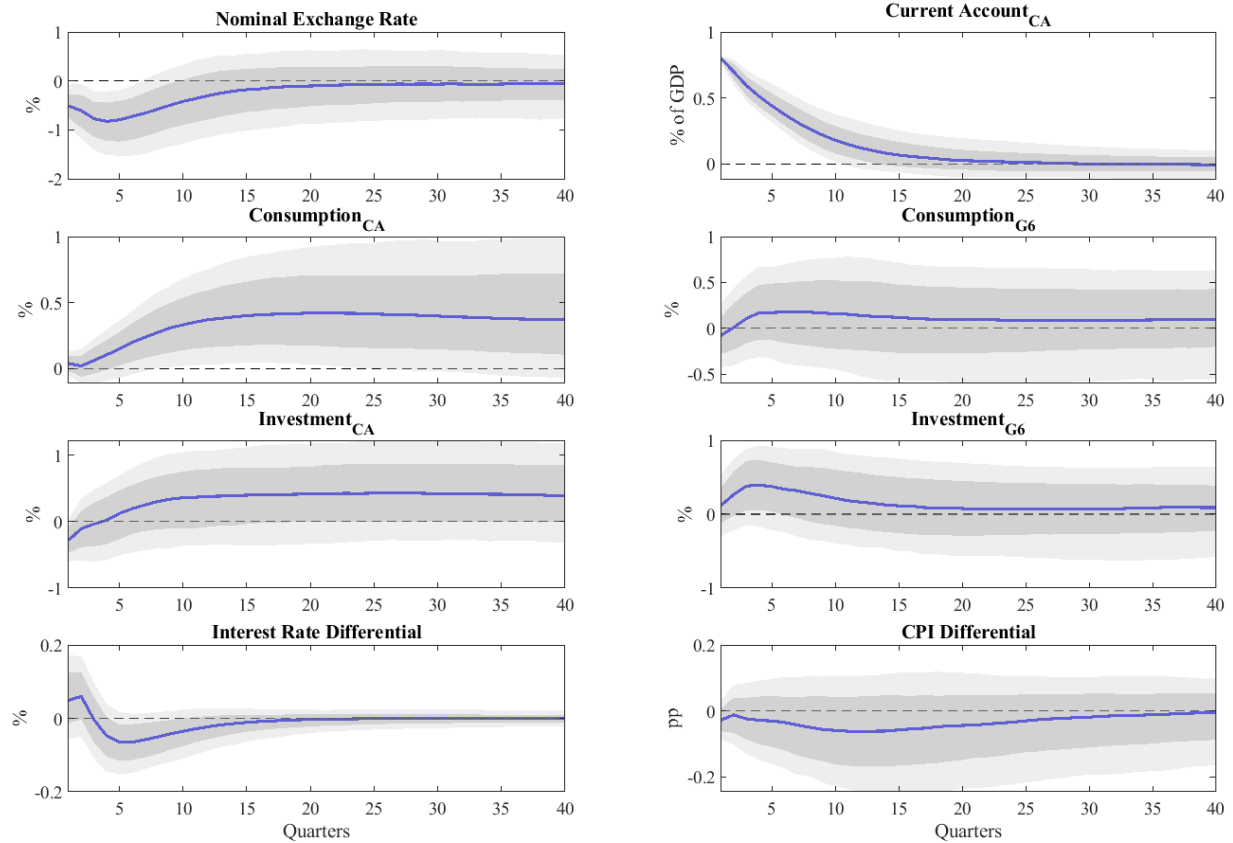 Nominal Exchange Rate
1
0
-1
-2
%
5 10 15 20 25 30 35 40
Current Account_CA
1
0.5
0
% of GDP
5 10 15 20 25 30 35 40
Consumption_CA
1
0.5
0
%
5 10 15 20 25 30 35 40
Consumption_G6
1
0.5
0
-0.5
%
5 10 15 20 25 30 35 40
Investment_CA
1
0
-1
%
5 10 15 20 25 30 35 40
Investment_G6
1
0
-1
%
5 10 15 20 25 30 35 40
Interest Rate Differential
0.2
0
-0.2
%
5 10 15 20 25 30 35 40
Quarters
CPI Differential
0.2
0
-0.2
pp
5 10 15 20 25 30 35 40
Quarters